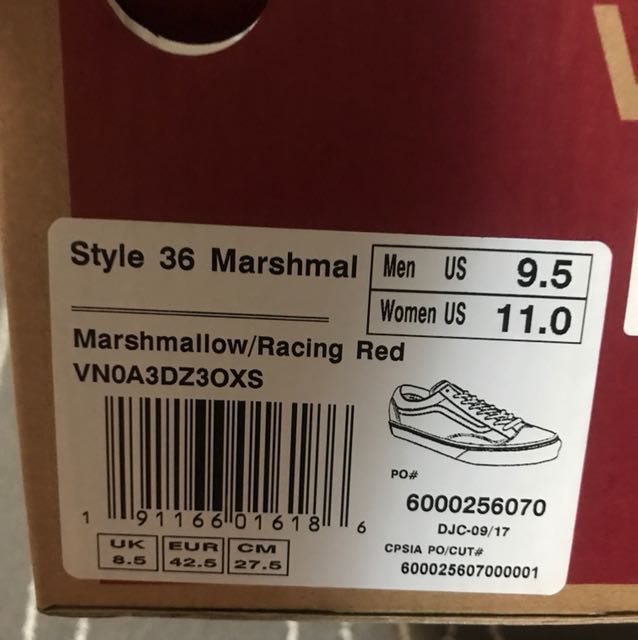 Style 36 Marshmal
Men US 9.5
Women US 11.0
Marshmallow/Racing Red
VN0A3DZ3OXS
PO#
6000256070
DJC-09/17
CPSIA PO/CUT#
600025607000001
1 91166 01618 6
UK EUR CM
8.5 42.5 27.5